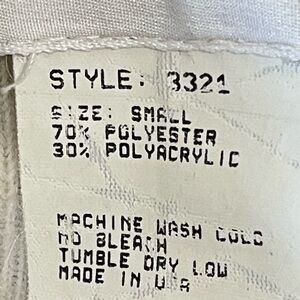 STYLE: 3321
SIZE: SMALL
70% POLYESTER
30% POLYACRYLIC
MACHINE WASH COLD
NO BLEACH
TUMBLE DRY LOW
MADE IN USA